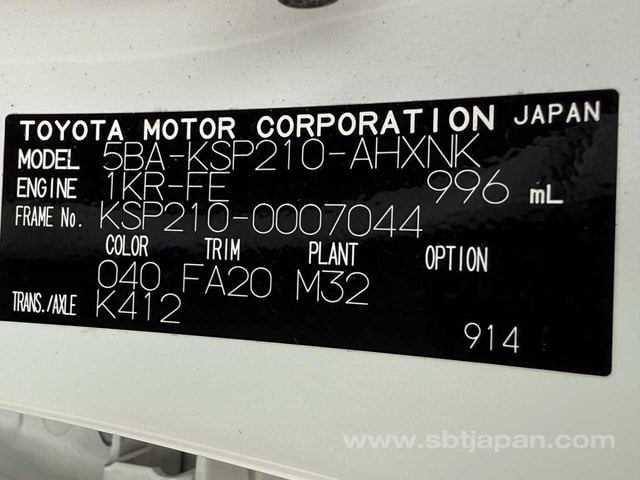 TOYOTA MOTOR CORPORATION JAPAN
MODEL 5BA-KSP210-AHXNK
ENGINE 1KR-FE 996 mL
FRAME No. KSP210-0007044
COLOR TRIM PLANT OPTION
040 FA20 M32
TRANS./AXLE K412
914
www.sbtjapan.com